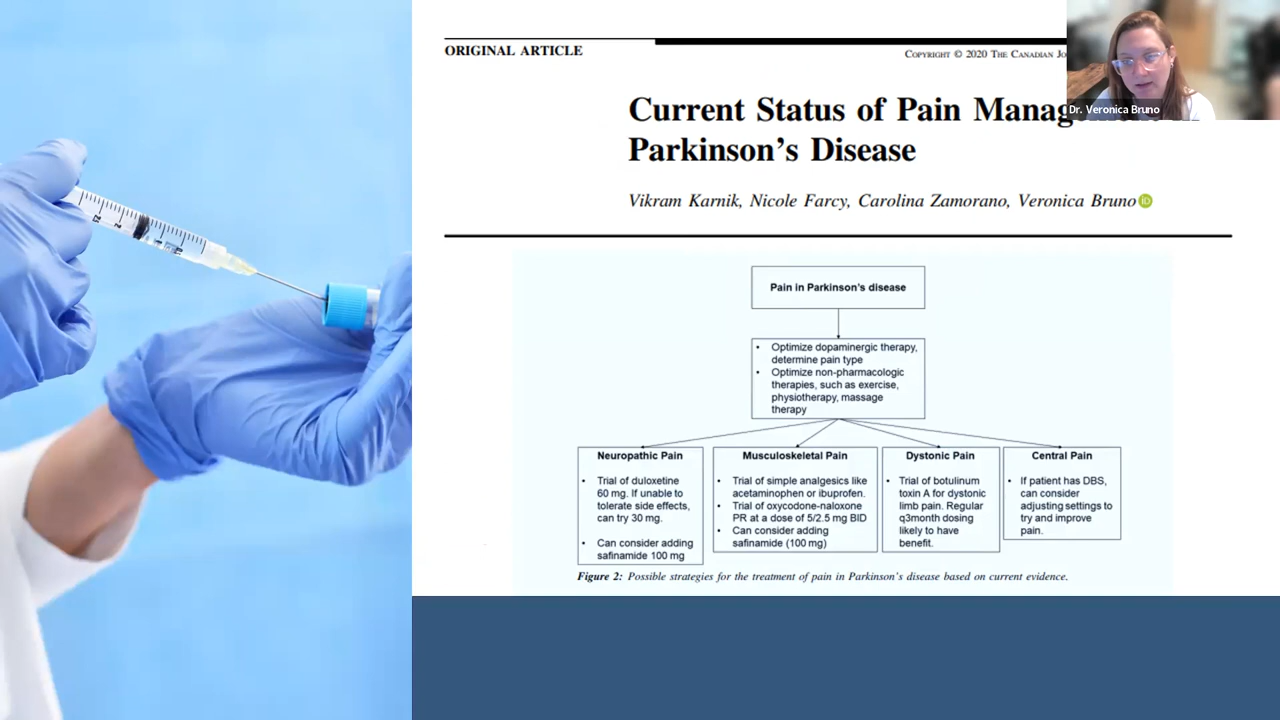 ORIGINAL ARTICLE
COPYRIGHT © 2020 THE CANADIAN
Dr. Veronica Bruno
Current Status of Pain
Parkinson's Disease
Vikram Karnik, Nicole Farcy, Carolina Zamorano, Veronica Bruno
iD
Pain in Parkinson's disease
• Optimize dopaminergic therapy,
determine pain type
• Optimize non-pharmacologic
therapies, such as exercise,
physiotherapy, massage
therapy
Neuropathic Pain
• Trial of duloxetine
60 mg. If unable to
tolerate side effects,
can try 30 mg.
• Can consider adding
safinamide 100 mg
Musculoskeletal Pain
• Trial of simple analgesics like
acetaminophen or ibuprofen.
• Trial of oxycodone-naloxone
PR at a dose of 5/2.5 mg BID
• Can consider adding
safinamide (100 mg)
Dystonic Pain
• Trial of botulinum
toxin A for dystonic
limb pain. Regular
q3month dosing
likely to have
benefit.
Central Pain
• If patient has DBS,
can consider
adjusting settings to
try and improve
pain.
Figure 2: Possible strategies for the treatment of pain in Parkinson's disease based on current evidence.